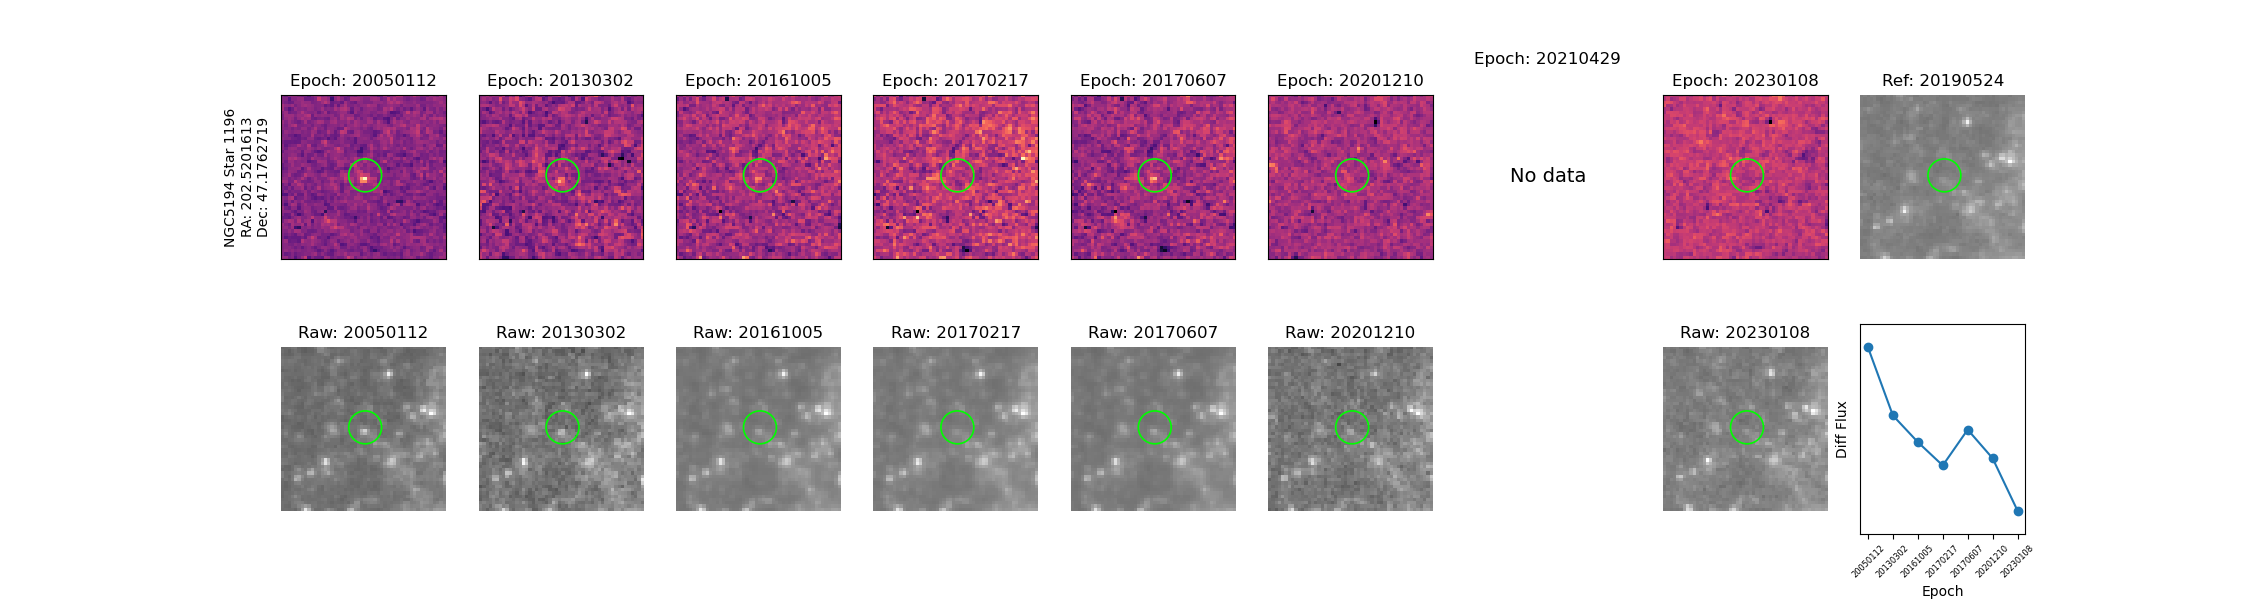 Epoch: 20210429
Epoch: 20050112
Epoch: 20130302
Epoch: 20161005
Epoch: 20170217
Epoch: 20170607
Epoch: 20201210
Epoch: 20230108
Ref: 20190524
NGC5194 Star 1196
RA: 202.5201613
Dec: 47.1762719
No data
Raw: 20050112
Raw: 20130302
Raw: 20161005
Raw: 20170217
Raw: 20170607
Raw: 20201210
Raw: 20230108
Diff Flux
20050112
20130302
20161005
20170217
20170607
20201210
20230108
Epoch